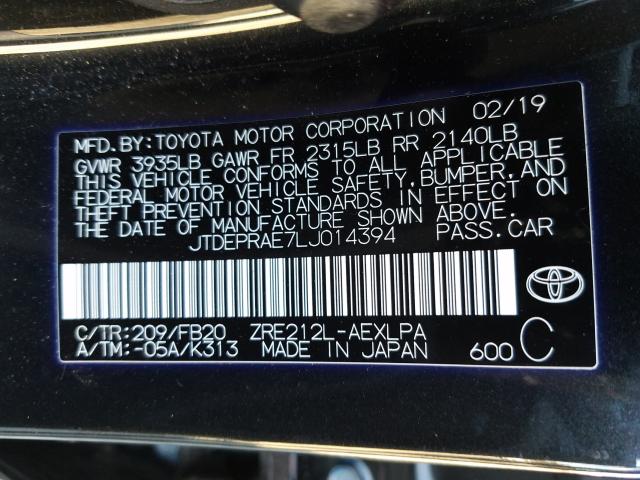 MFD.BY:TOYOTA MOTOR CORPORATION 02/19
GVWR 3935LB GAWR FR 2315LB RR 2140LB
THIS VEHICLE CONFORMS TO ALL APPLICABLE
FEDERAL MOTOR VEHICLE SAFETY,BUMPER,AND
THEFT PREVENTION STANDARDS IN EFFECT ON
THE DATE OF MANUFACTURE SHOWN ABOVE.
JTDEPRAE7LJ014394 PASS.CAR
C/TR:209/FB20 ZRE212L-AEXLPA
A/TM:-05A/K313 MADE IN JAPAN 600 C